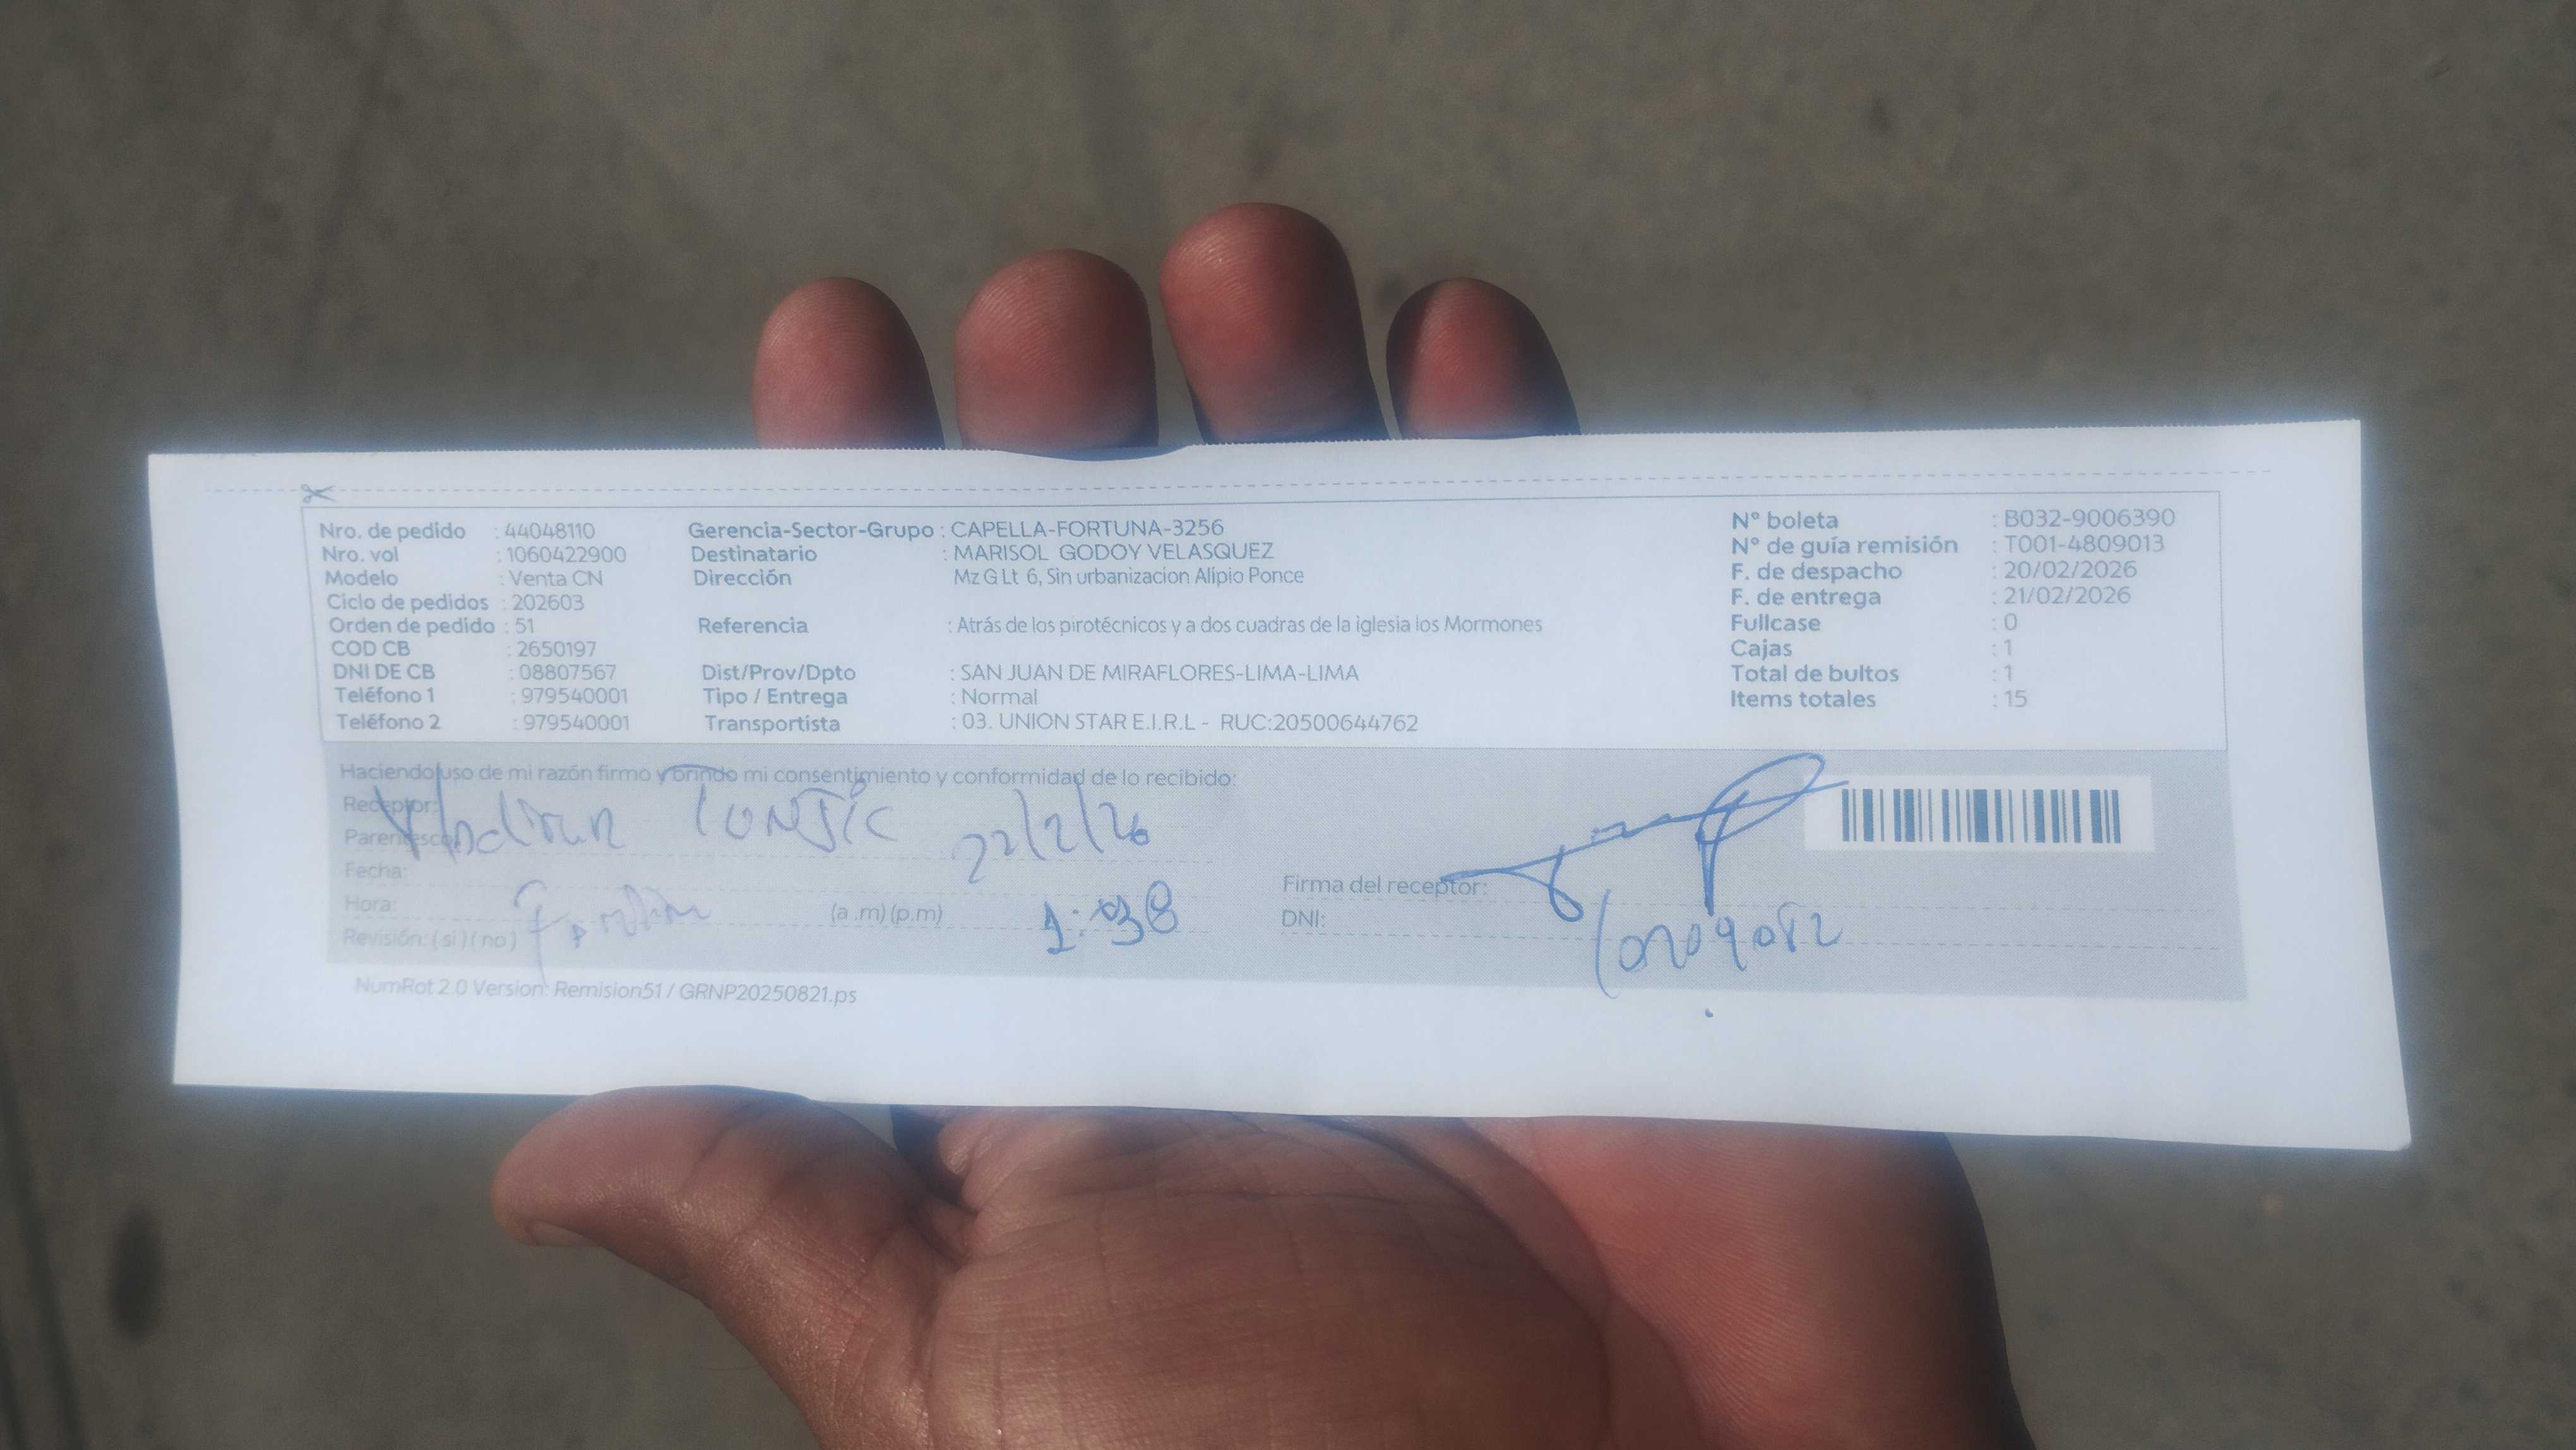 Nro. de pedido : 44048110 Gerencia-Sector-Grupo : CAPELLA-FORTUNA-3256 N° boleta : B032-9006390
Nro. vol : 1060422900 Destinatario : MARISOL GODOY VELASQUEZ N° de guía remisión : T001-4809013
Modelo : Venta CN Dirección Mz G Lt 6, Sin urbanizacion Alipio Ponce F. de despacho : 20/02/2026
Ciclo de pedidos : 202603 F. de entrega : 21/02/2026
Orden de pedido : 51 Referencia : Atrás de los pirotécnicos y a dos cuadras de la iglesia los Mormones Fullcase : 0
COD CB : 2650197 Cajas : 1
DNI DE CB : 08807567 Dist/Prov/Dpto : SAN JUAN DE MIRAFLORES-LIMA-LIMA Total de bultos : 1
Teléfono 1 : 979540001 Tipo / Entrega : Normal Items totales : 15
Teléfono 2 : 979540001 Transportista : 03. UNION STAR E.I.R.L - RUC:20500644762
Haciendo uso de mi razón firmo y brindo mi consentimiento y conformidad de lo recibido:
Receptor:
Parentesco: 22/2/26
Fecha:
Firma del receptor:
Hora: (a.m) (p.m) 1:38
DNI:
Revisión: ( si ) ( no )
NumRot 2.0 Version: Remision51 / GRNP20250821.ps